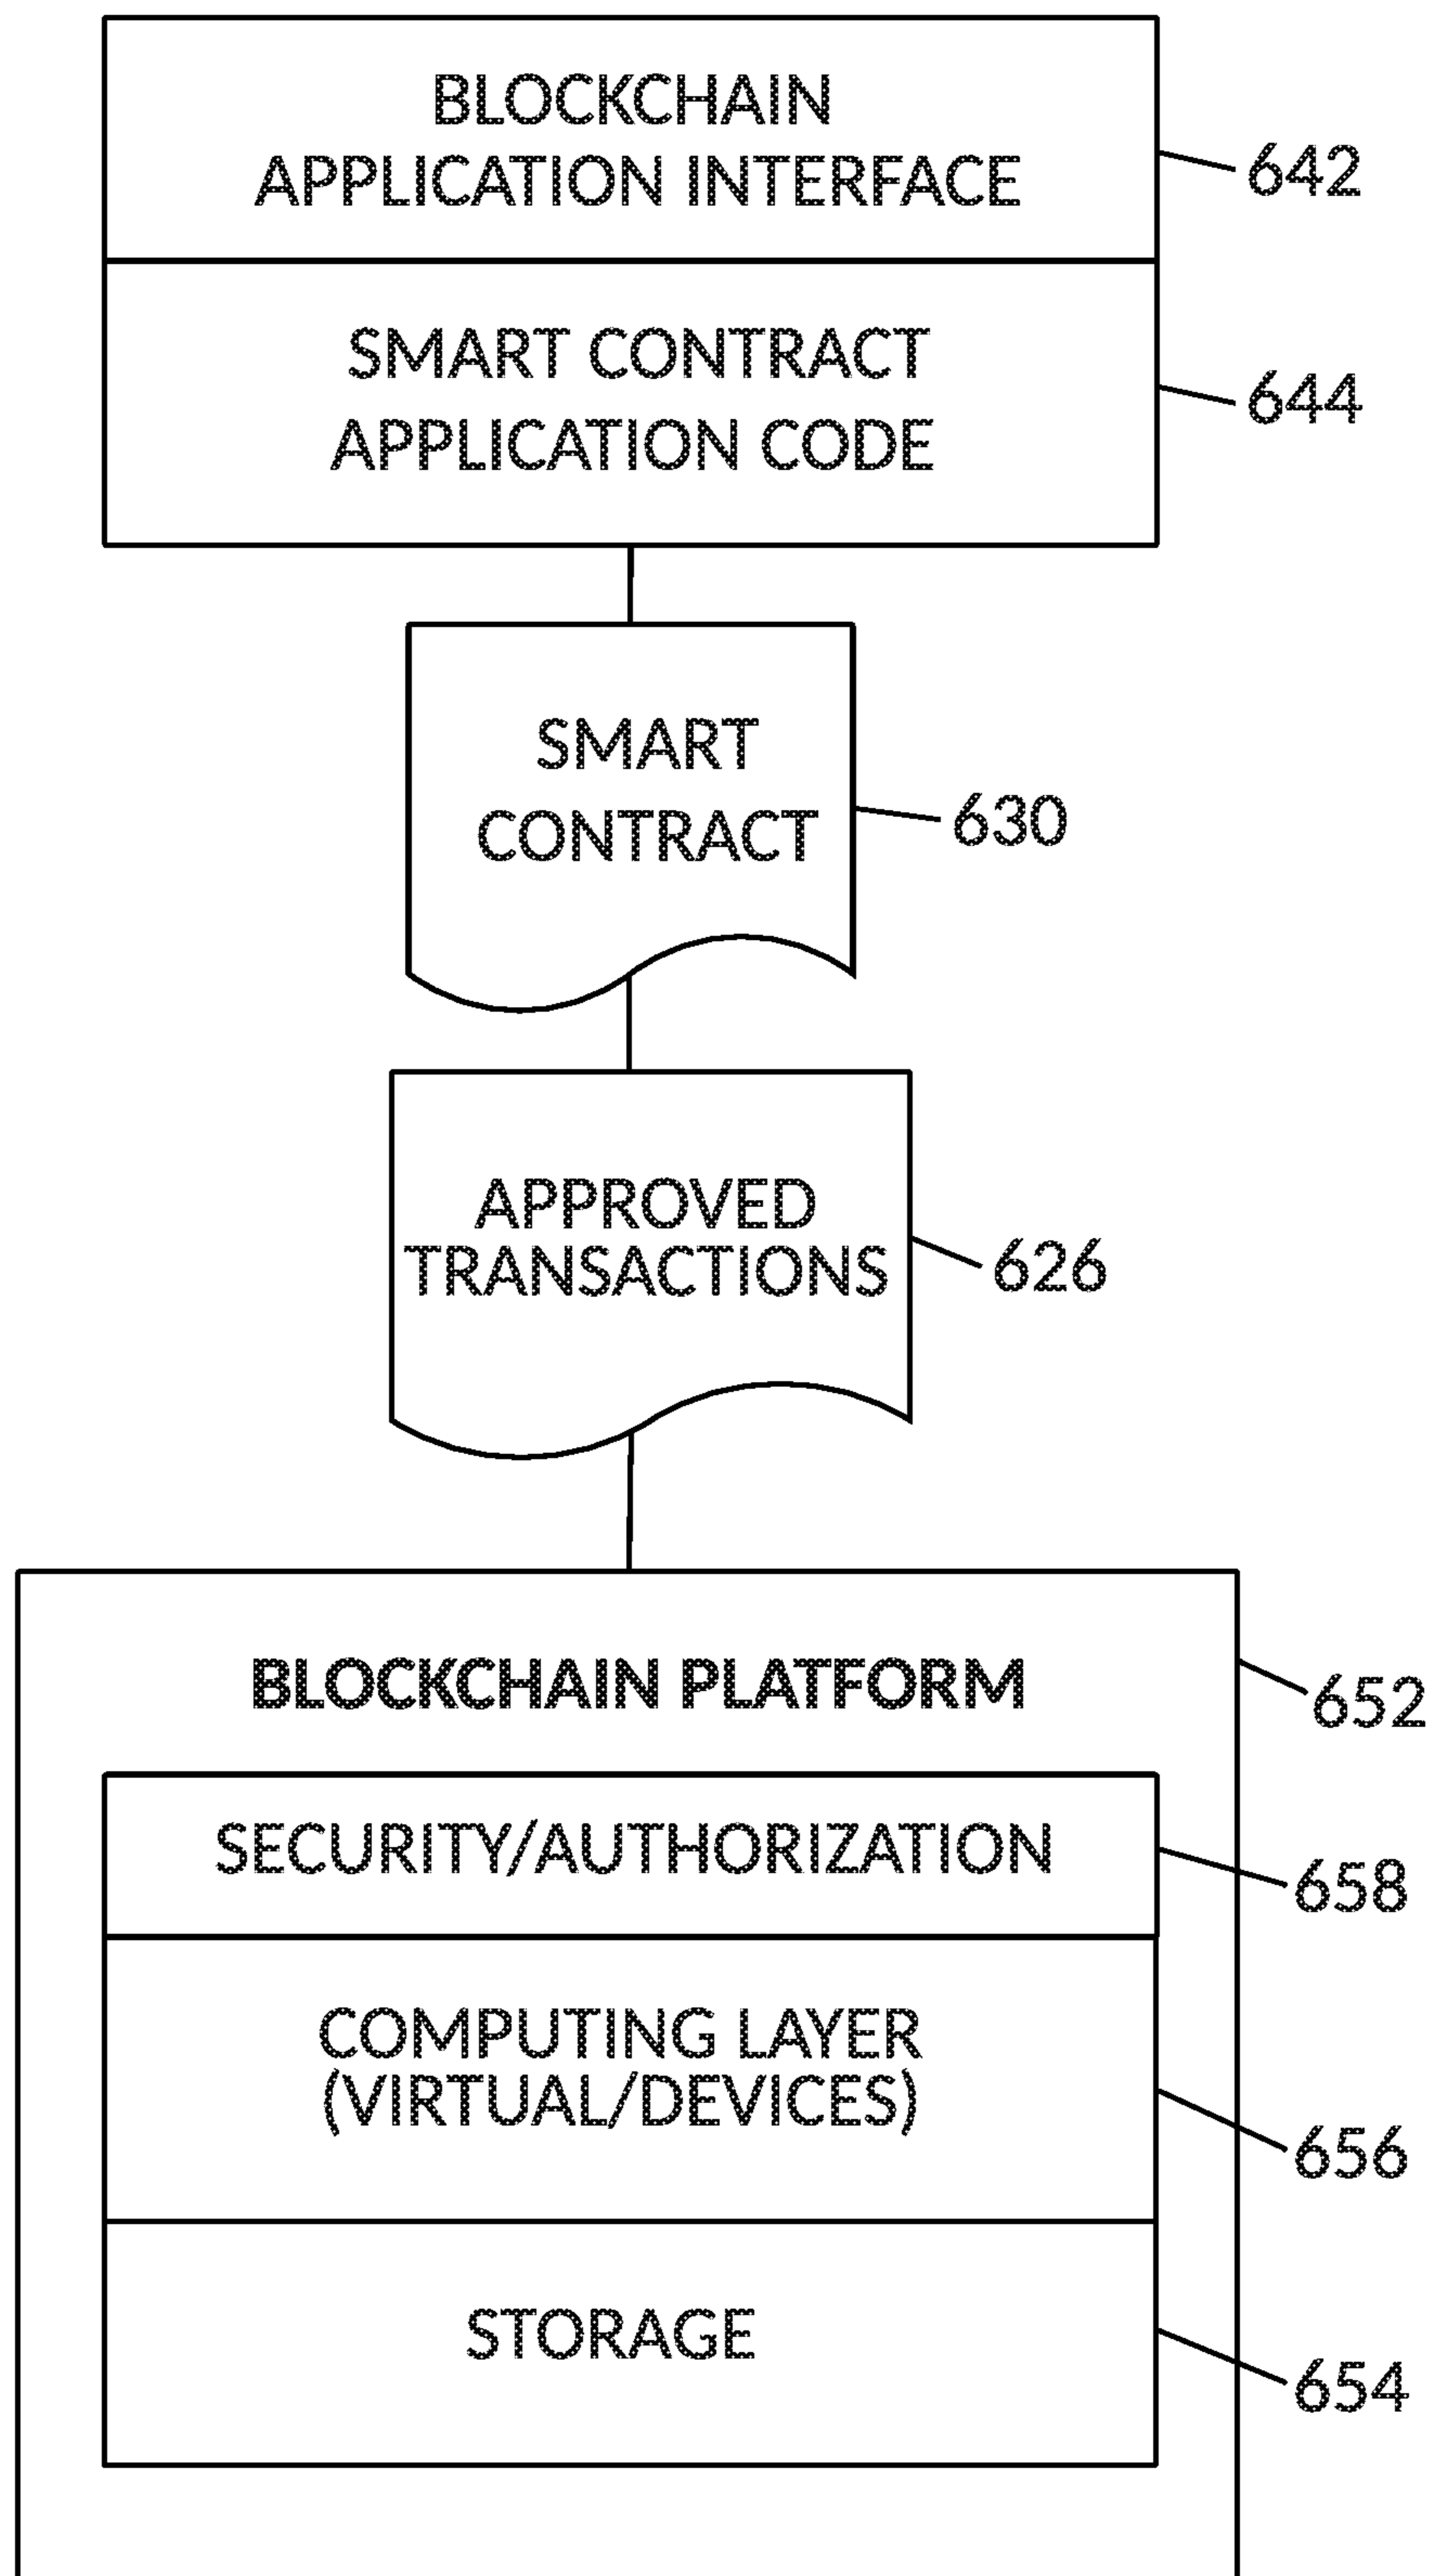 BLOCKCHAIN
APPLICATION INTERFACE
642
SMART CONTRACT
APPLICATION CODE
644
SMART
CONTRACT
630
APPROVED
TRANSACTIONS
626
BLOCKCHAIN PLATFORM
652
SECURITY/AUTHORIZATION
658
COMPUTING LAYER
(VIRTUAL/DEVICES)
656
STORAGE
654